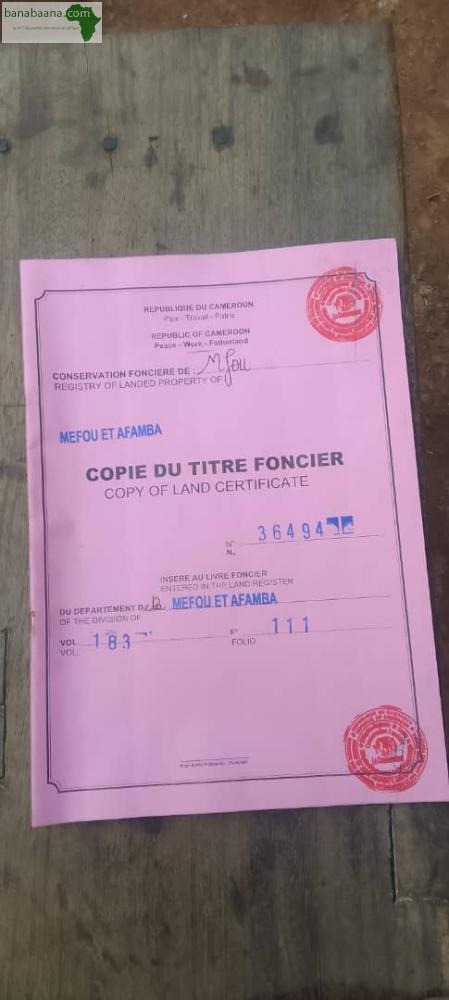 banabaana.com
REPUBLIQUE DU CAMEROUN
Paix - Travail - Patrie
REPUBLIC OF CAMEROON
Peace - Work - Fatherland
CONSERVATION FONCIERE DE : Mfou
REGISTRY OF LANDED PROPERTY OF
MEFOU ET AFAMBA
COPIE DU TITRE FONCIER
COPY OF LAND CERTIFICATE
N° 36494
N.
INSERE AU LIVRE FONCIER
ENTERED IN THE LAND REGISTER
DU DEPARTEMENT De la MEFOU ET AFAMBA
OF THE DIVISION OF
VOL 183 F° 111
VOL. FOLIO